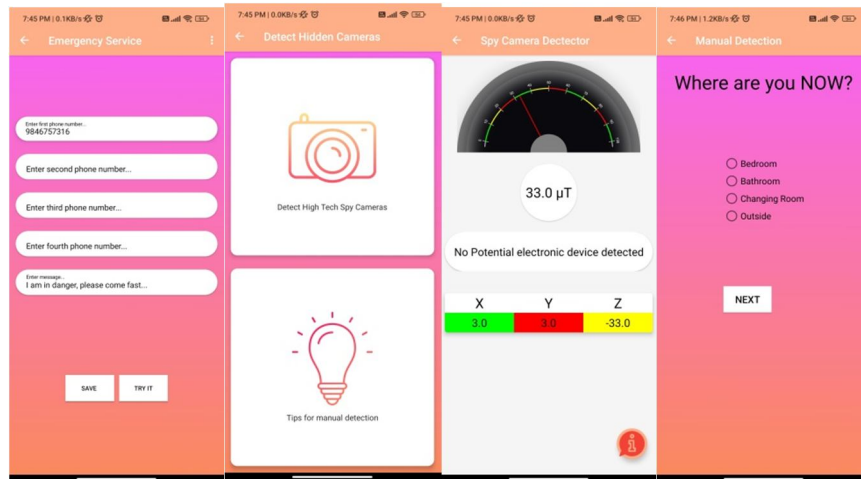 7:45 PM | 0.1KB/s
Emergency Service
Enter first phone number...
9846757316
Enter second phone number...
Enter third phone number...
Enter fourth phone number...
Enter message...
I am in danger, please come fast...
SAVE
TRY IT
7:45 PM | 0.0KB/s
Detect Hidden Cameras
Detect High Tech Spy Cameras
Tips for manual detection
7:45 PM | 0.0KB/s
Spy Camera Dectector
33.0 µT
No Potential electronic device detected
X Y Z
3.0 3.0 -33.0
7:46 PM | 1.2KB/s
Manual Detection
Where are you NOW?
Bedroom
Bathroom
Changing Room
Outside
NEXT